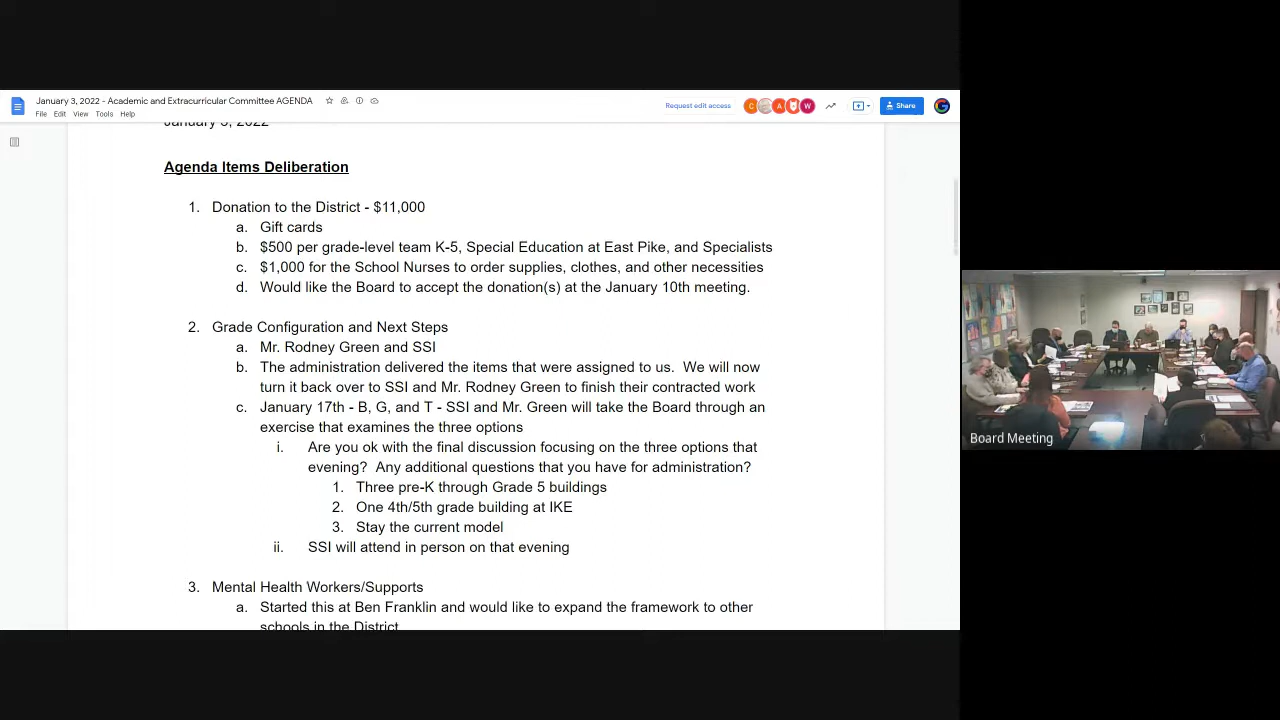 January 3, 2022 - Academic and Extracurricular Committee AGENDA
File Edit View Tools Help
Request edit access
C A W
Share
January 3, 2022
Agenda Items Deliberation
1. Donation to the District - $11,000
a. Gift cards
b. $500 per grade-level team K-5, Special Education at East Pike, and Specialists
c. $1,000 for the School Nurses to order supplies, clothes, and other necessities
d. Would like the Board to accept the donation(s) at the January 10th meeting.
2. Grade Configuration and Next Steps
a. Mr. Rodney Green and SSI
b. The administration delivered the items that were assigned to us. We will now
turn it back over to SSI and Mr. Rodney Green to finish their contracted work
c. January 17th - B, G, and T - SSI and Mr. Green will take the Board through an
exercise that examines the three options
i. Are you ok with the final discussion focusing on the three options that
evening? Any additional questions that you have for administration?
1. Three pre-K through Grade 5 buildings
2. One 4th/5th grade building at IKE
3. Stay the current model
ii. SSI will attend in person on that evening
3. Mental Health Workers/Supports
a. Started this at Ben Franklin and would like to expand the framework to other
schools in the District
Board Meeting